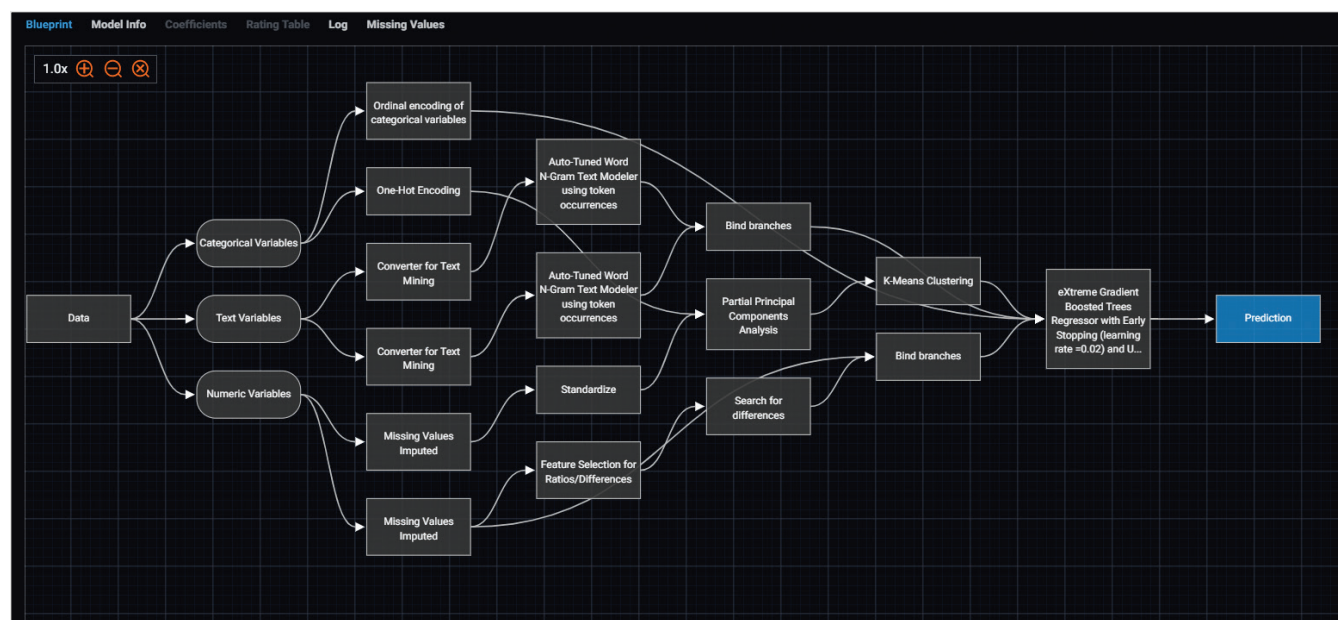 Blueprint Model Info Coefficients Rating Table Log Missing Values
1.0x
Ordinal encoding of
categorical variables
One-Hot Encoding
Auto-Tuned Word
N-Gram Text Modeler
using token
occurrences
Categorical Variables
Converter for Text
Mining
Bind branches
Auto-Tuned Word
N-Gram Text Modeler
using token
occurrences
K-Means Clustering
Data
Text Variables
Partial Principal
Components
Analysis
eXtreme Gradient
Boosted Trees
Regressor with Early
Stopping (learning
rate =0.02) and U...
Prediction
Converter for Text
Mining
Bind branches
Numeric Variables
Standardize
Search for
differences
Missing Values
Imputed
Feature Selection for
Ratios/Differences
Missing Values
Imputed